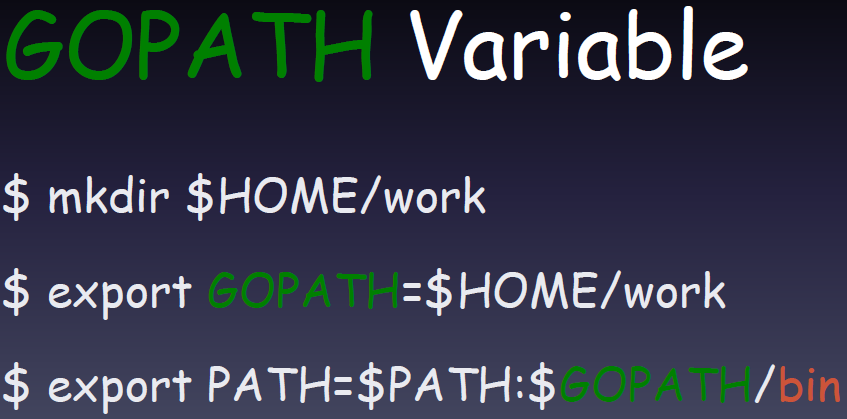 GOPATH Variable
$ mkdir $HOME/work
$ export GOPATH=$HOME/work
$ export PATH=$PATH:$GOPATH/bin